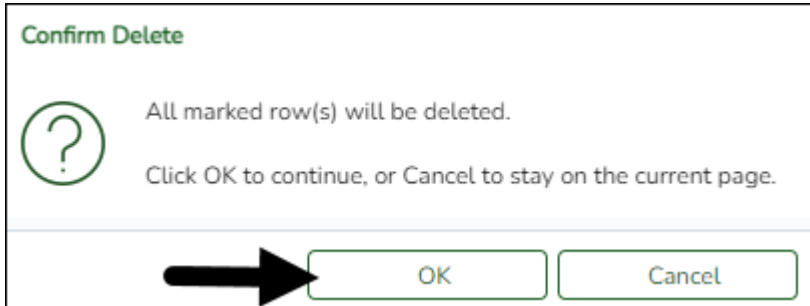 Confirm Delete
All marked row(s) will be deleted.
Click OK to continue, or Cancel to stay on the current page.
OK
Cancel